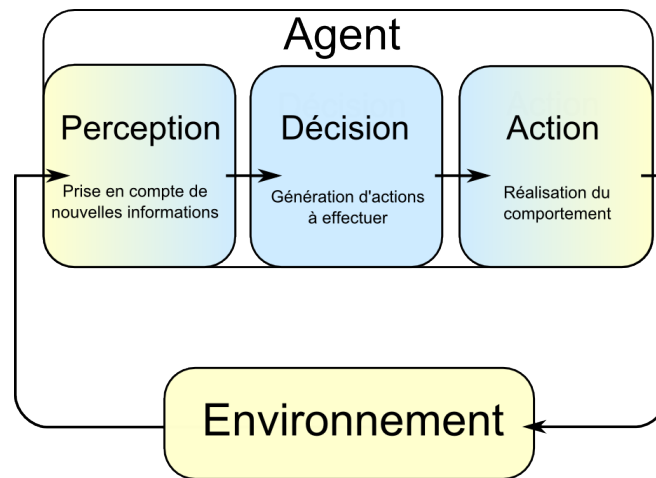 Agent
Perception
Prise en compte de
nouvelles informations
Décision
Génération d'actions
à effectuer
Action
Réalisation du
comportement
Environnement